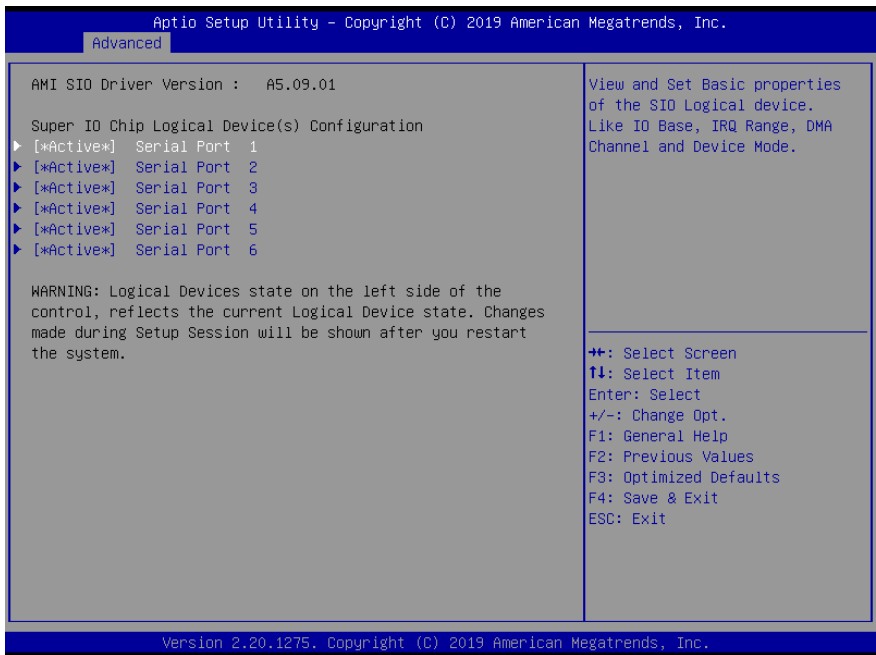 Aptio Setup Utility – Copyright (C) 2019 American Megatrends, Inc.
Advanced
AMI SIO Driver Version :   A5.09.01
Super IO Chip Logical Device(s) Configuration
[*Active*]  Serial Port  1
[*Active*]  Serial Port  2
[*Active*]  Serial Port  3
[*Active*]  Serial Port  4
[*Active*]  Serial Port  5
[*Active*]  Serial Port  6
WARNING: Logical Devices state on the left side of the
control, reflects the current Logical Device state. Changes
made during Setup Session will be shown after you restart
the system.
View and Set Basic properties
of the SIO Logical device.
Like IO Base, IRQ Range, DMA
Channel and Device Mode.
→←: Select Screen
↑↓: Select Item
Enter: Select
+/-: Change Opt.
F1: General Help
F2: Previous Values
F3: Optimized Defaults
F4: Save & Exit
ESC: Exit
Version 2.20.1275. Copyright (C) 2019 American Megatrends, Inc.